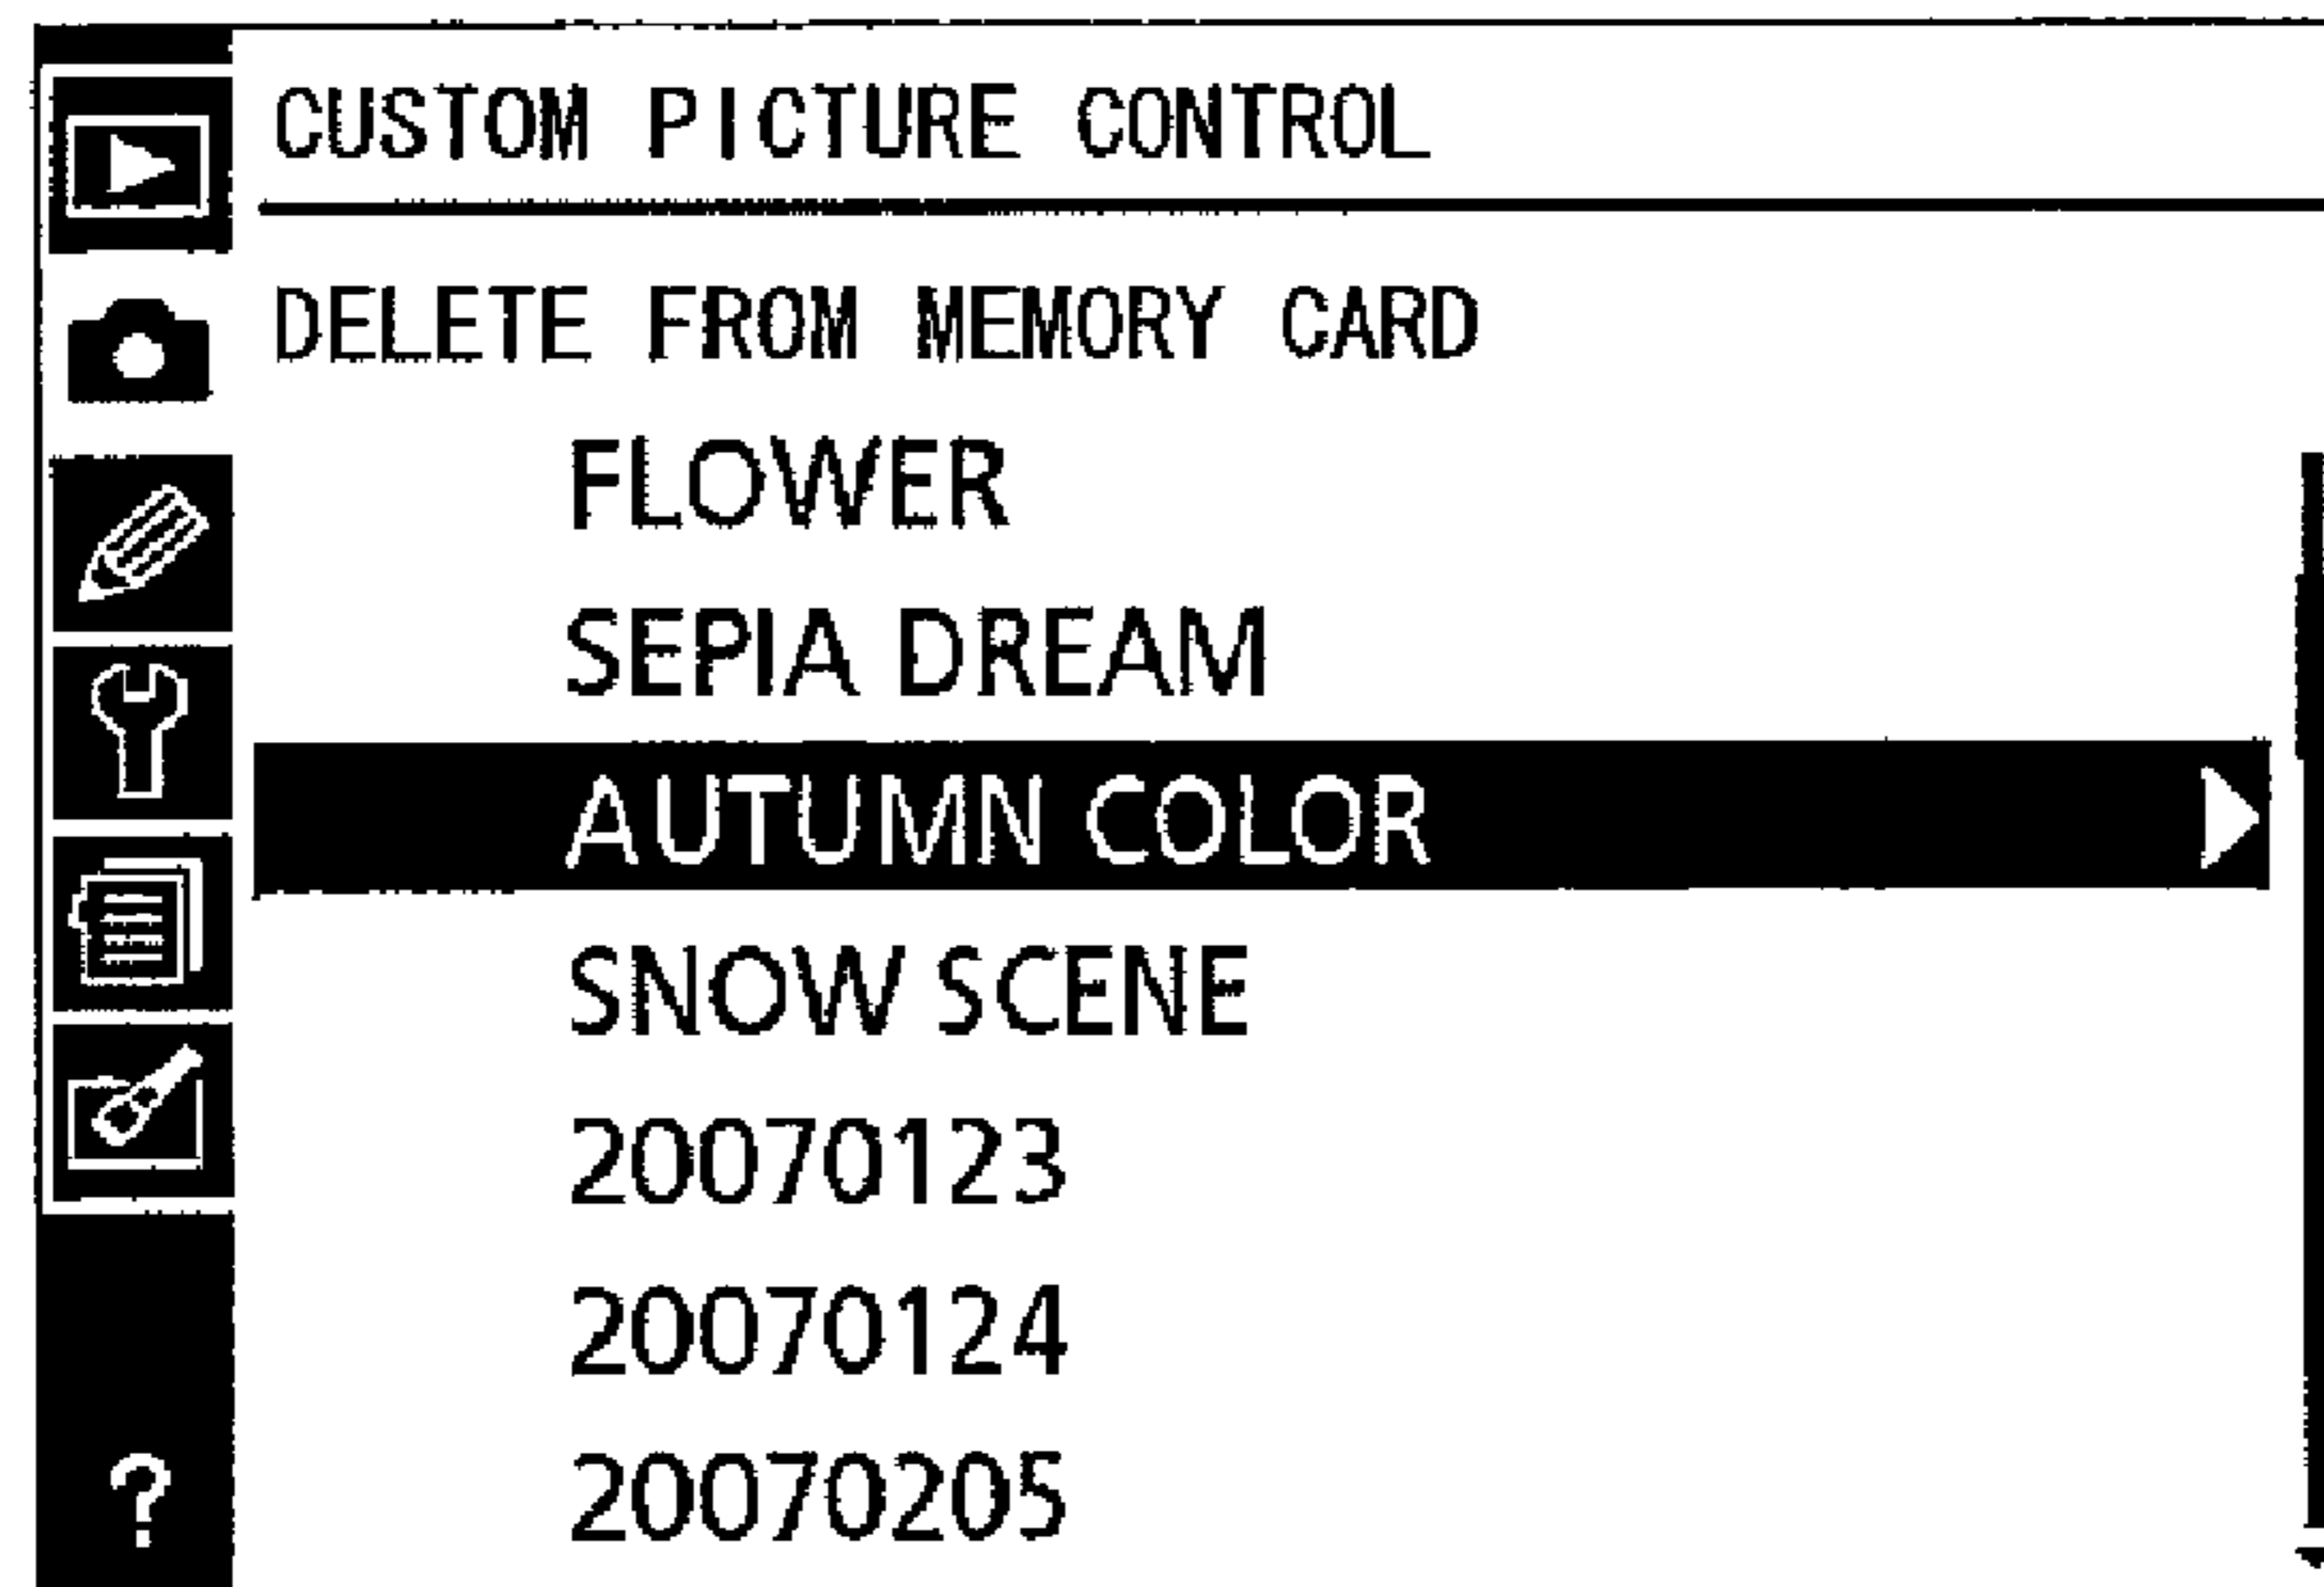 CUSTOM PICTURE CONTROL
DELETE FROM MEMORY CARD
FLOWER
SEPIA DREAM
AUTUMN COLOR
SNOW SCENE
20070123
20070124
20070205
?